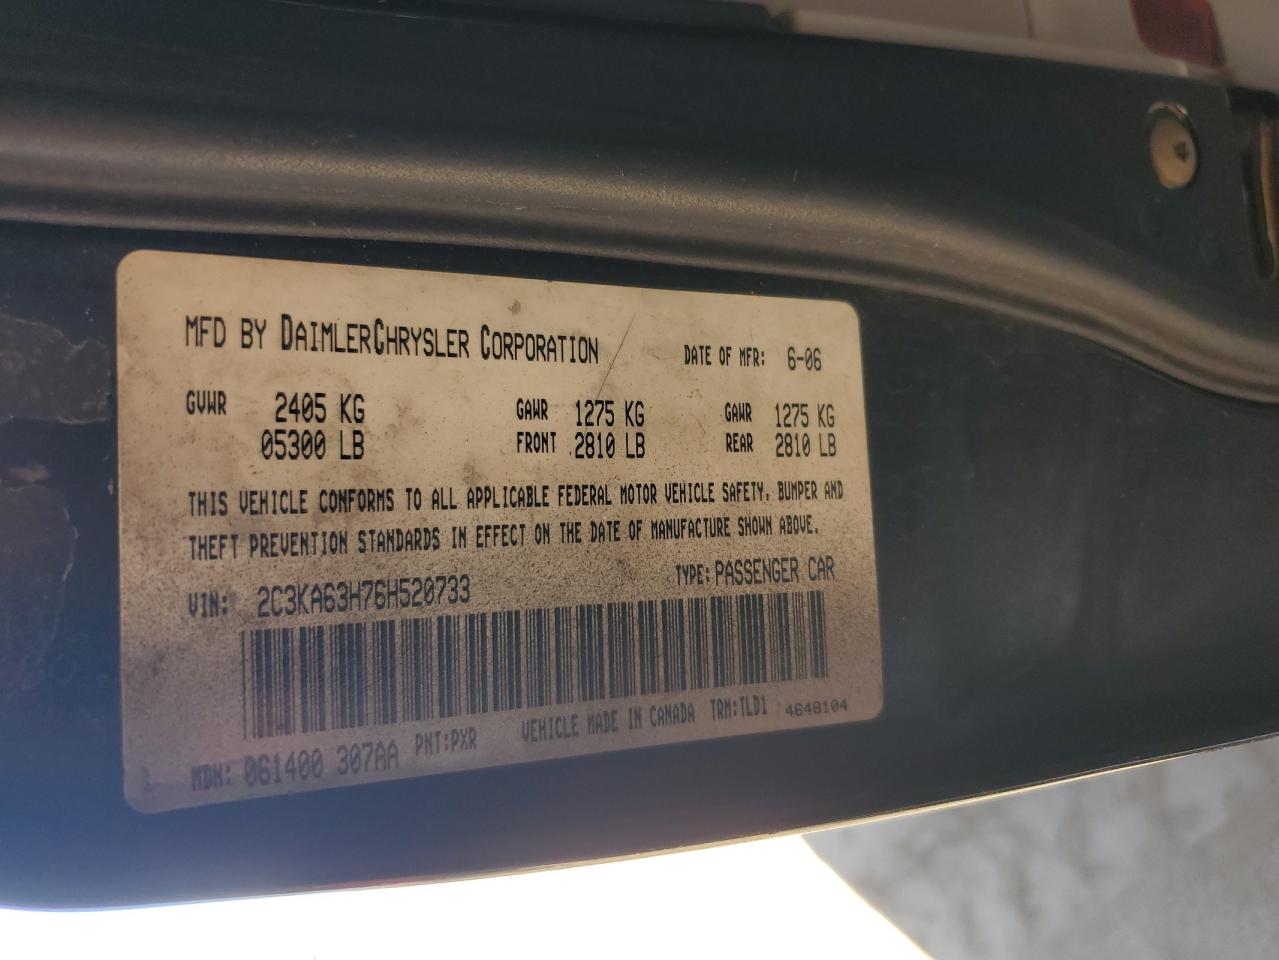 MFD BY DAIMLERCHRYSLER CORPORATION DATE OF MFR: 6-06
GVWR 2405 KG GAWR 1275 KG GAWR 1275 KG
05300 LB FRONT 2810 LB REAR 2810 LB
THIS VEHICLE CONFORMS TO ALL APPLICABLE FEDERAL MOTOR VEHICLE SAFETY, BUMPER AND
THEFT PREVENTION STANDARDS IN EFFECT ON THE DATE OF MANUFACTURE SHOWN ABOVE.
VIN: 2C3KA63H76H520733 TYPE: PASSENGER CAR
MDH: 061400 307AA PNT:PXR VEHICLE MADE IN CANADA TRM:TLD1 4648104